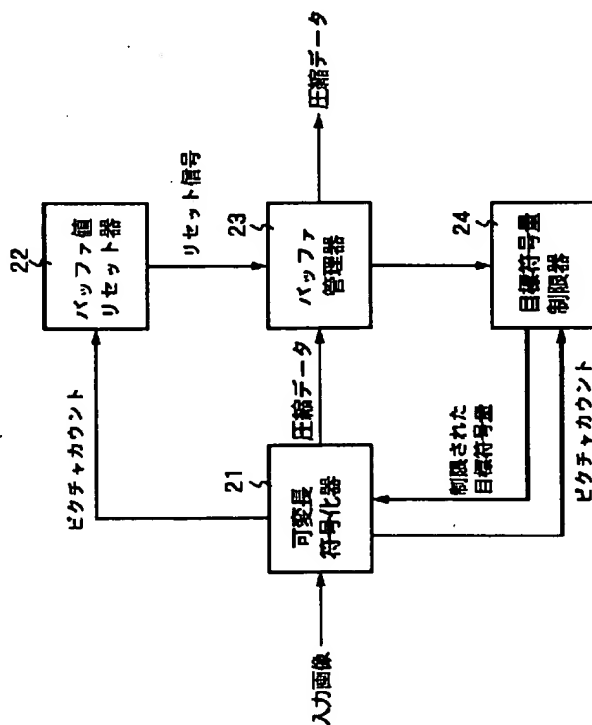 22
バッファ値
リセット器
ピクチャカウント
リセット信号
23
バッファ
管理器
圧縮データ
圧縮データ
21
可変長
符号化器
入力画像
制限された
目標符号量
24
目標符号量
制限器
ピクチャカウント